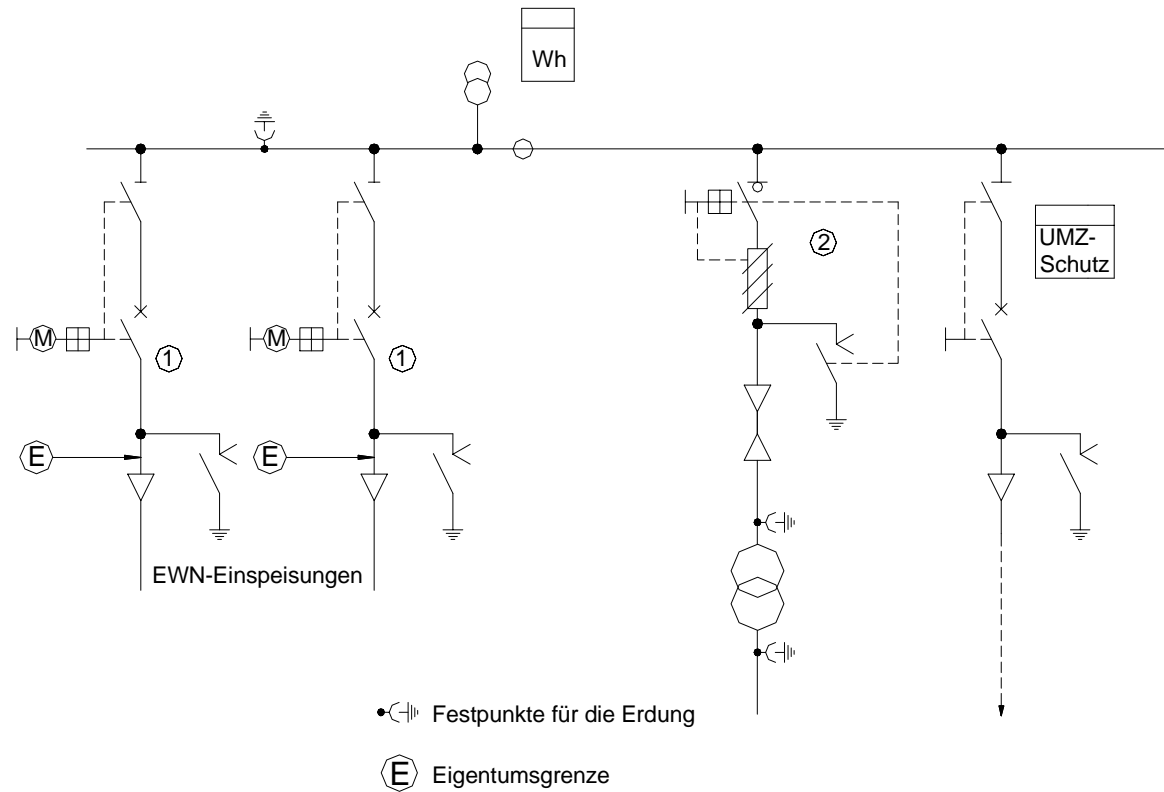 Wh
UMZ-
Schutz
2
M
M
1
1
E
E
EWN-Einspeisungen
Festpunkte für die Erdung
E Eigentumsgrenze